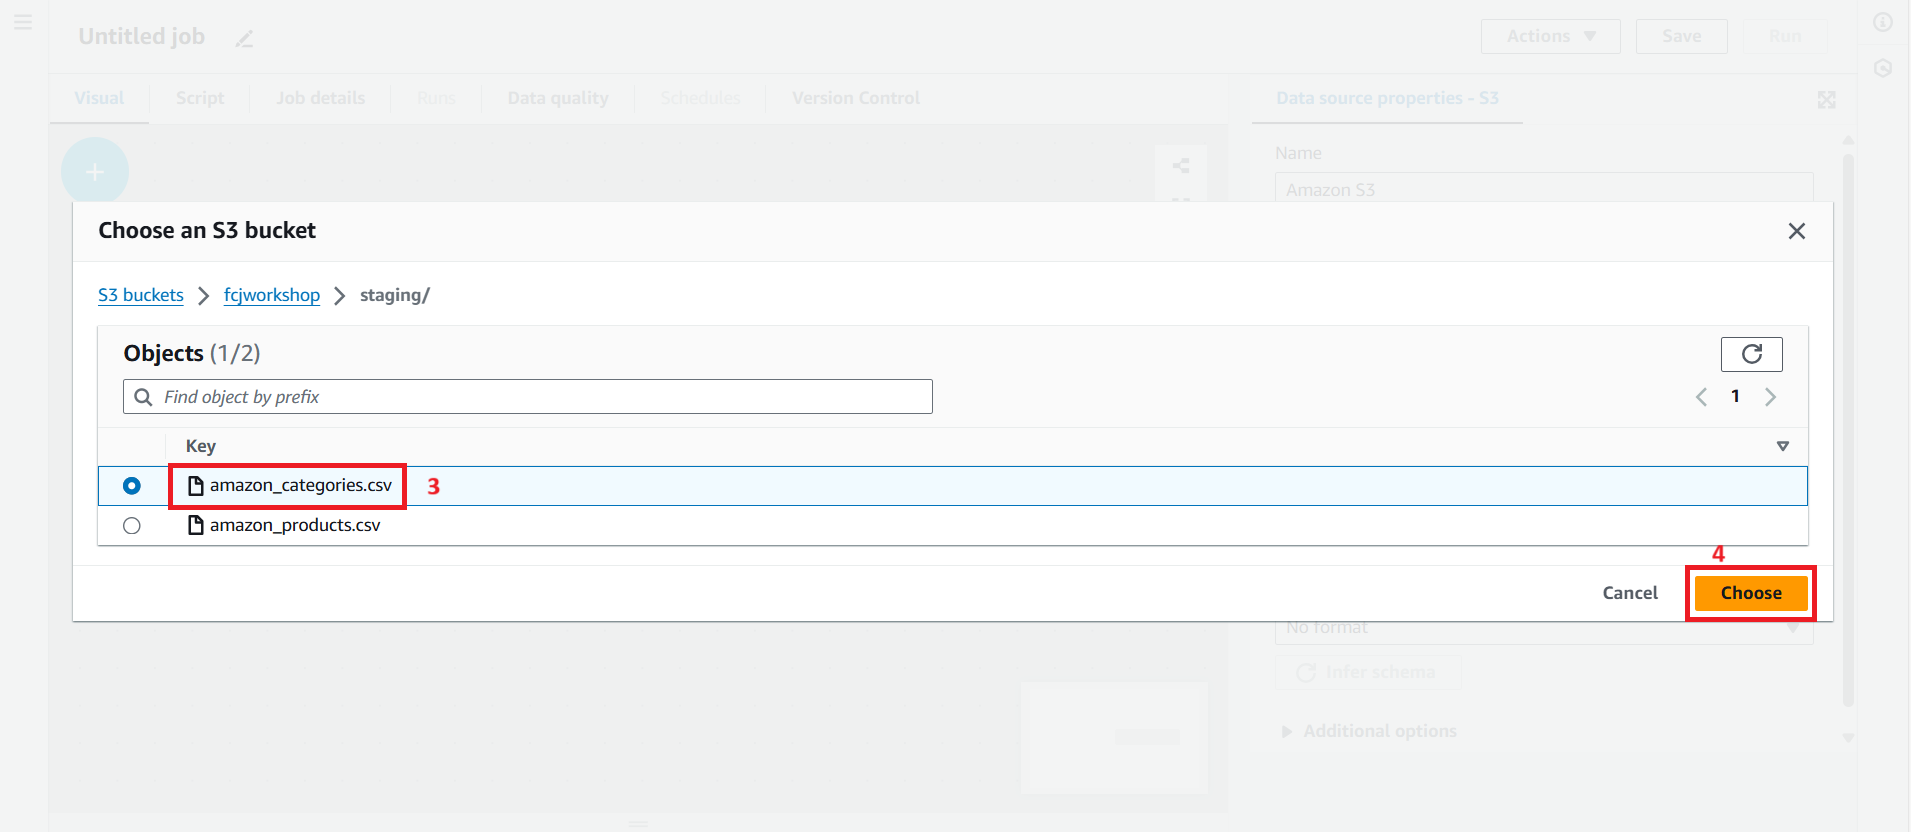 Untitled job
Actions Save Run
Visual Script Job details Runs Data quality Schedules Version Control
Data source properties - S3
Name
Amazon S3
Choose an S3 bucket
S3 buckets fcjworkshop staging/
Objects (1/2)
Find object by prefix
1
Key
amazon_categories.csv 3
amazon_products.csv
4
Cancel Choose
No format
Infer schema
Additional options